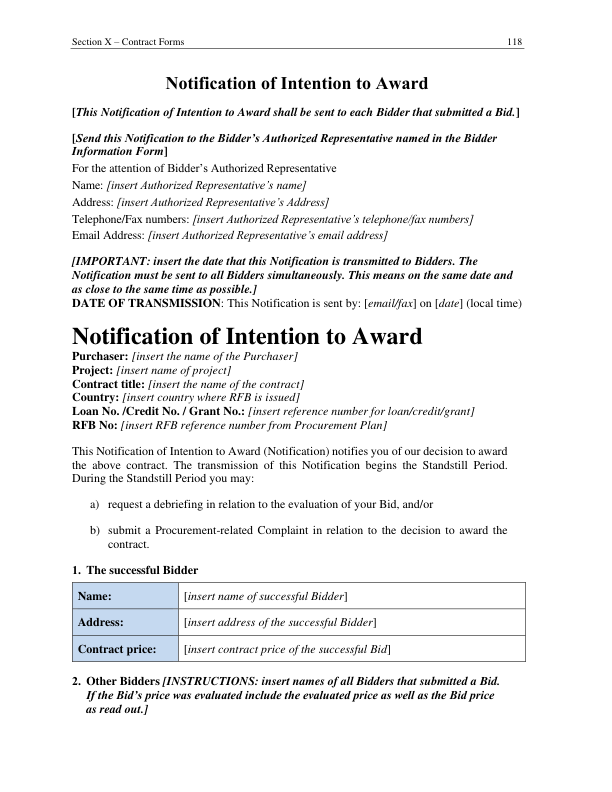 Section X – Contract Forms 118
Notification of Intention to Award
[This Notification of Intention to Award shall be sent to each Bidder that submitted a Bid.]
[Send this Notification to the Bidder's Authorized Representative named in the Bidder
Information Form]
For the attention of Bidder's Authorized Representative
Name: [insert Authorized Representative's name]
Address: [insert Authorized Representative's Address]
Telephone/Fax numbers: [insert Authorized Representative's telephone/fax numbers]
Email Address: [insert Authorized Representative's email address]
[IMPORTANT: insert the date that this Notification is transmitted to Bidders. The
Notification must be sent to all Bidders simultaneously. This means on the same date and
as close to the same time as possible.]
DATE OF TRANSMISSION: This Notification is sent by: [email/fax] on [date] (local time)
Notification of Intention to Award
Purchaser: [insert the name of the Purchaser]
Project: [insert name of project]
Contract title: [insert the name of the contract]
Country: [insert country where RFB is issued]
Loan No. /Credit No. / Grant No.: [insert reference number for loan/credit/grant]
RFB No: [insert RFB reference number from Procurement Plan]
This Notification of Intention to Award (Notification) notifies you of our decision to award
the above contract. The transmission of this Notification begins the Standstill Period.
During the Standstill Period you may:
a) request a debriefing in relation to the evaluation of your Bid, and/or
b) submit a Procurement-related Complaint in relation to the decision to award the
contract.
1. The successful Bidder
Name: [insert name of successful Bidder]
Address: [insert address of the successful Bidder]
Contract price: [insert contract price of the successful Bid]
2. Other Bidders [INSTRUCTIONS: insert names of all Bidders that submitted a Bid.
If the Bid's price was evaluated include the evaluated price as well as the Bid price
as read out.]